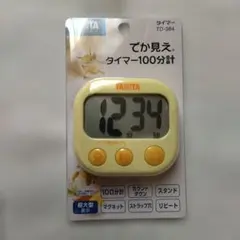 タイマー
TD-384
でか見え。
タイマー100分計
TANITA
12 34
超大型
100分計
カウント
ダウン
スタンド
マグネット
ストラップ穴
リピート